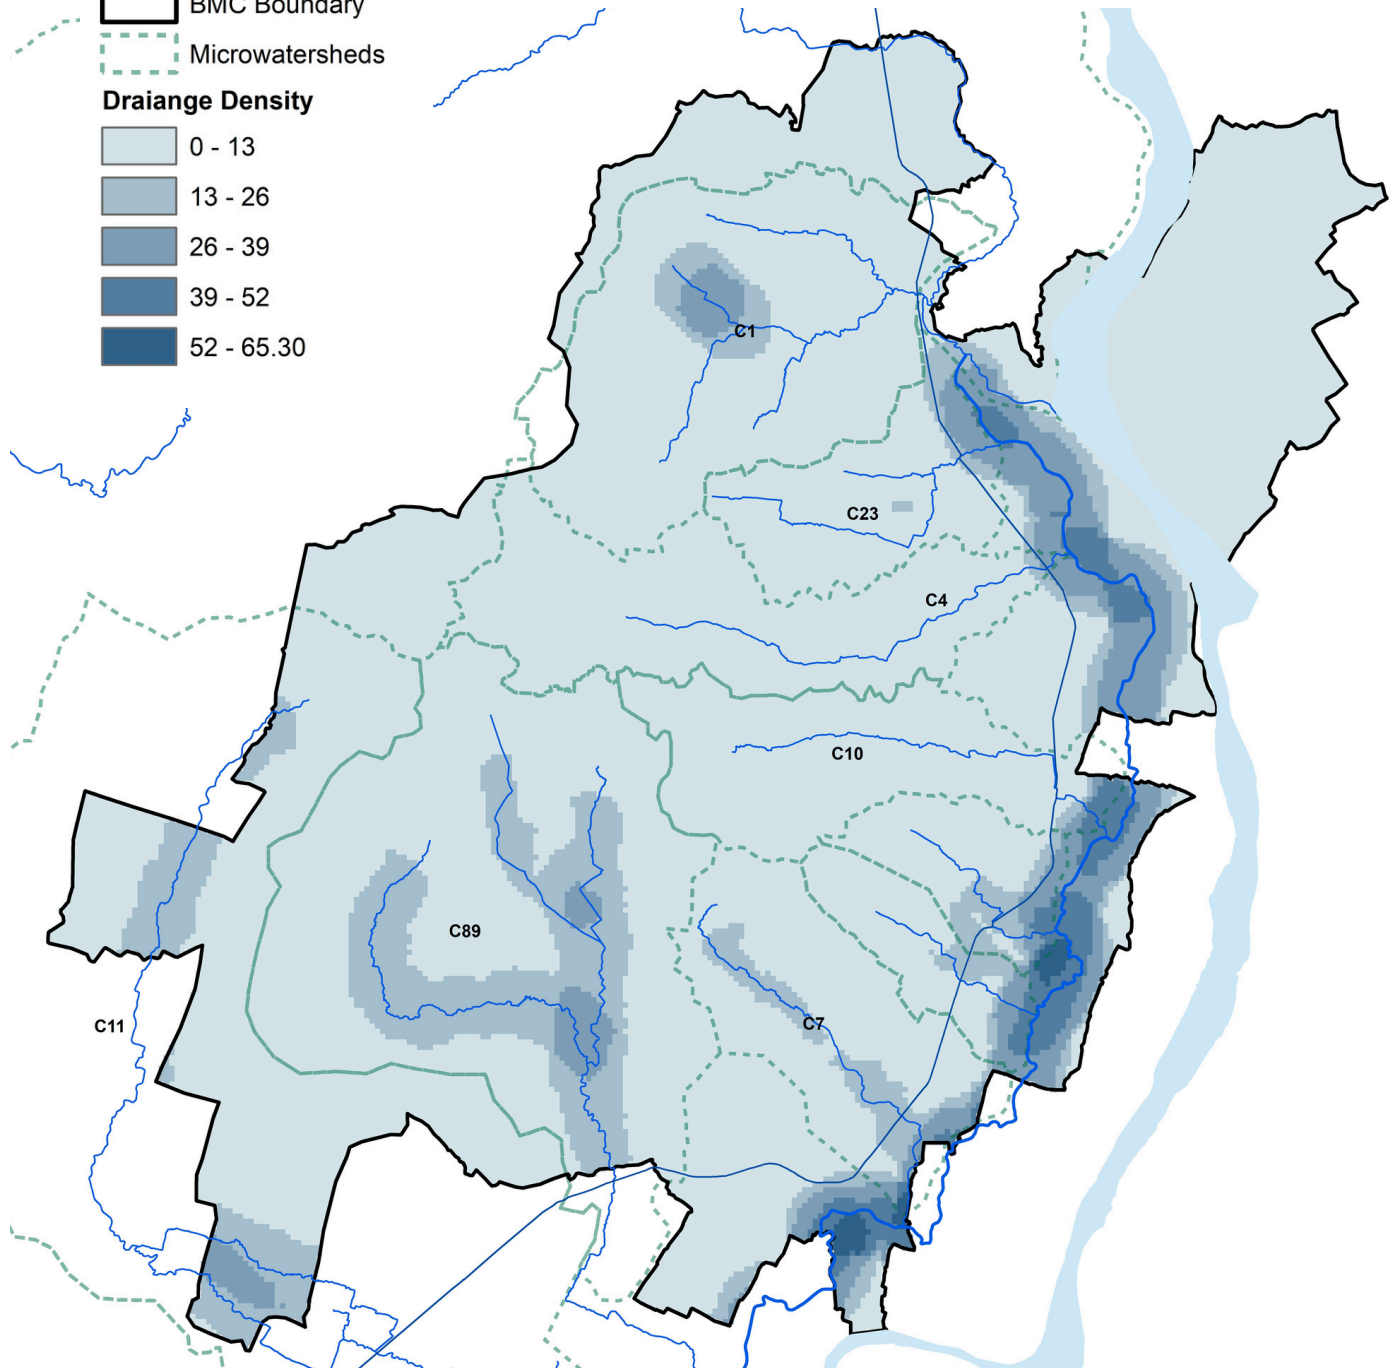 BMC Boundary
Microwatersheds
Draiange Density
0 - 13
13 - 26
26 - 39
39 - 52
52 - 65.30
C1
C23
C4
C10
C89
C11
C7